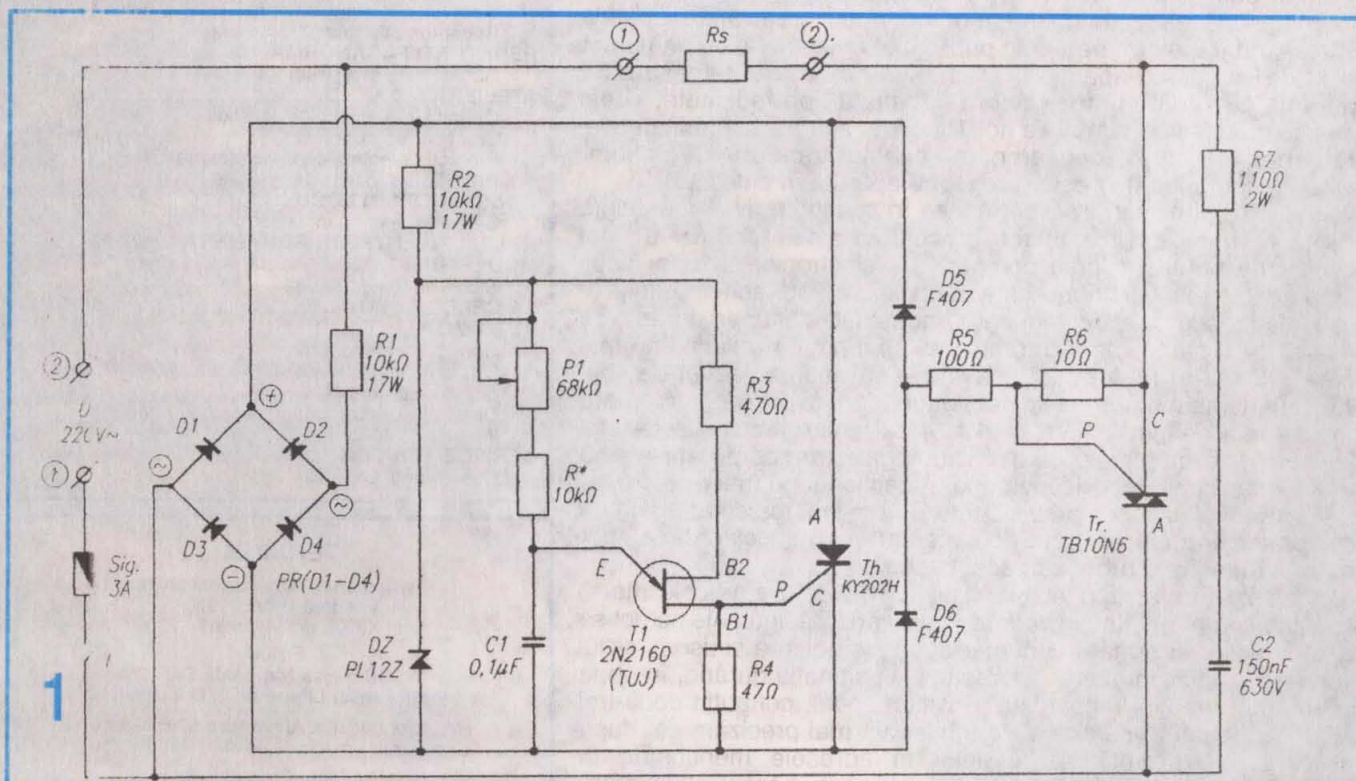 ① Rs ②
R2
10kΩ
17W
R7
110Ω
2W
D5
F407
R1
10kΩ
17W
P1
68kΩ
R3
470Ω
R5
100Ω
R6
10Ω
②
U
220V~
①
D1
D2
+
~
~
D3
D4
−
PR(D1-D4)
R*
10kΩ
P
C
A
Tr.
TB10N6
A
Th
KY202H
P
C
E
B2
B1
Sig.
3A
DZ
PL12Z
C1
0,1µF
T1
2N2160
(TUJ)
R4
47Ω
D6
F407
C2
150nF
630V
1